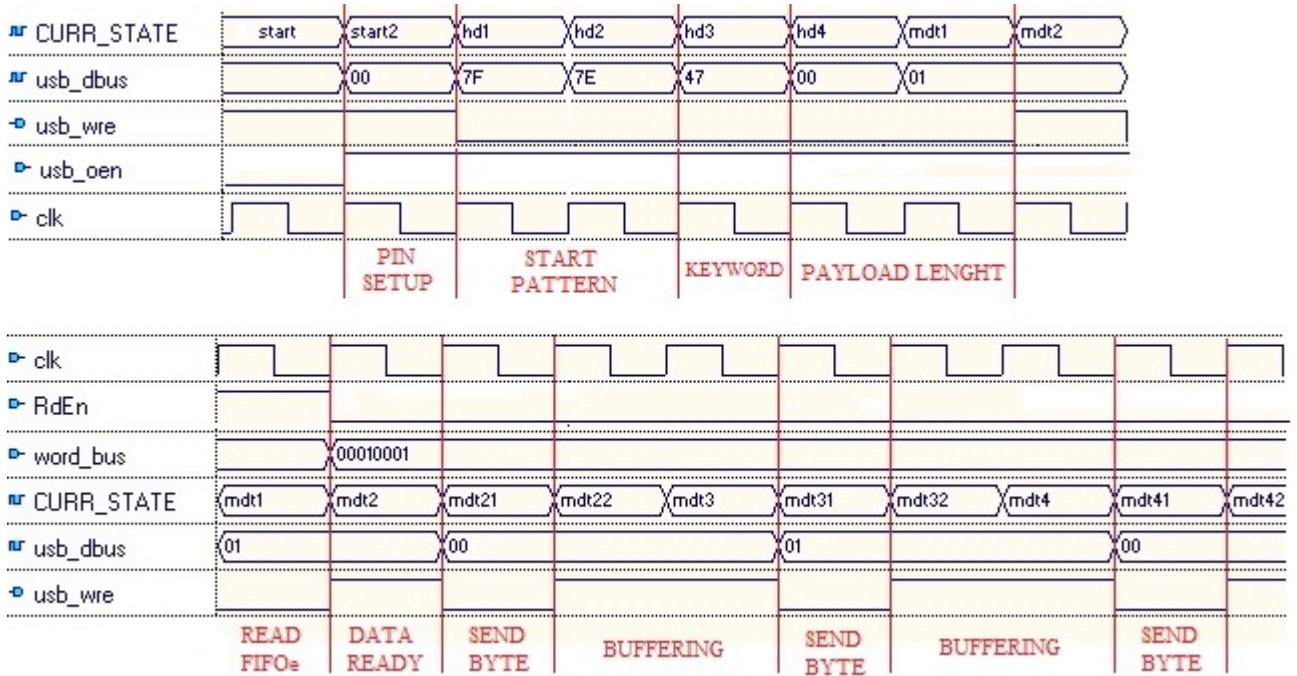 CURR_STATE start start2 hd1 hd2 hd3 hd4 mdt1 mdt2
usb_dbus 00 7F 7E 47 00 01
usb_wre
usb_oen
clk
PIN SETUP
START PATTERN
KEYWORD
PAYLOAD LENGHT
clk
RdEn
word_bus 00010001
CURR_STATE mdt1 mdt2 mdt21 mdt22 mdt3 mdt31 mdt32 mdt4 mdt41 mdt42
usb_dbus 01 00 01 00
usb_wre
READ FIFOe
DATA READY
SEND BYTE
BUFFERING
SEND BYTE
BUFFERING
SEND BYTE